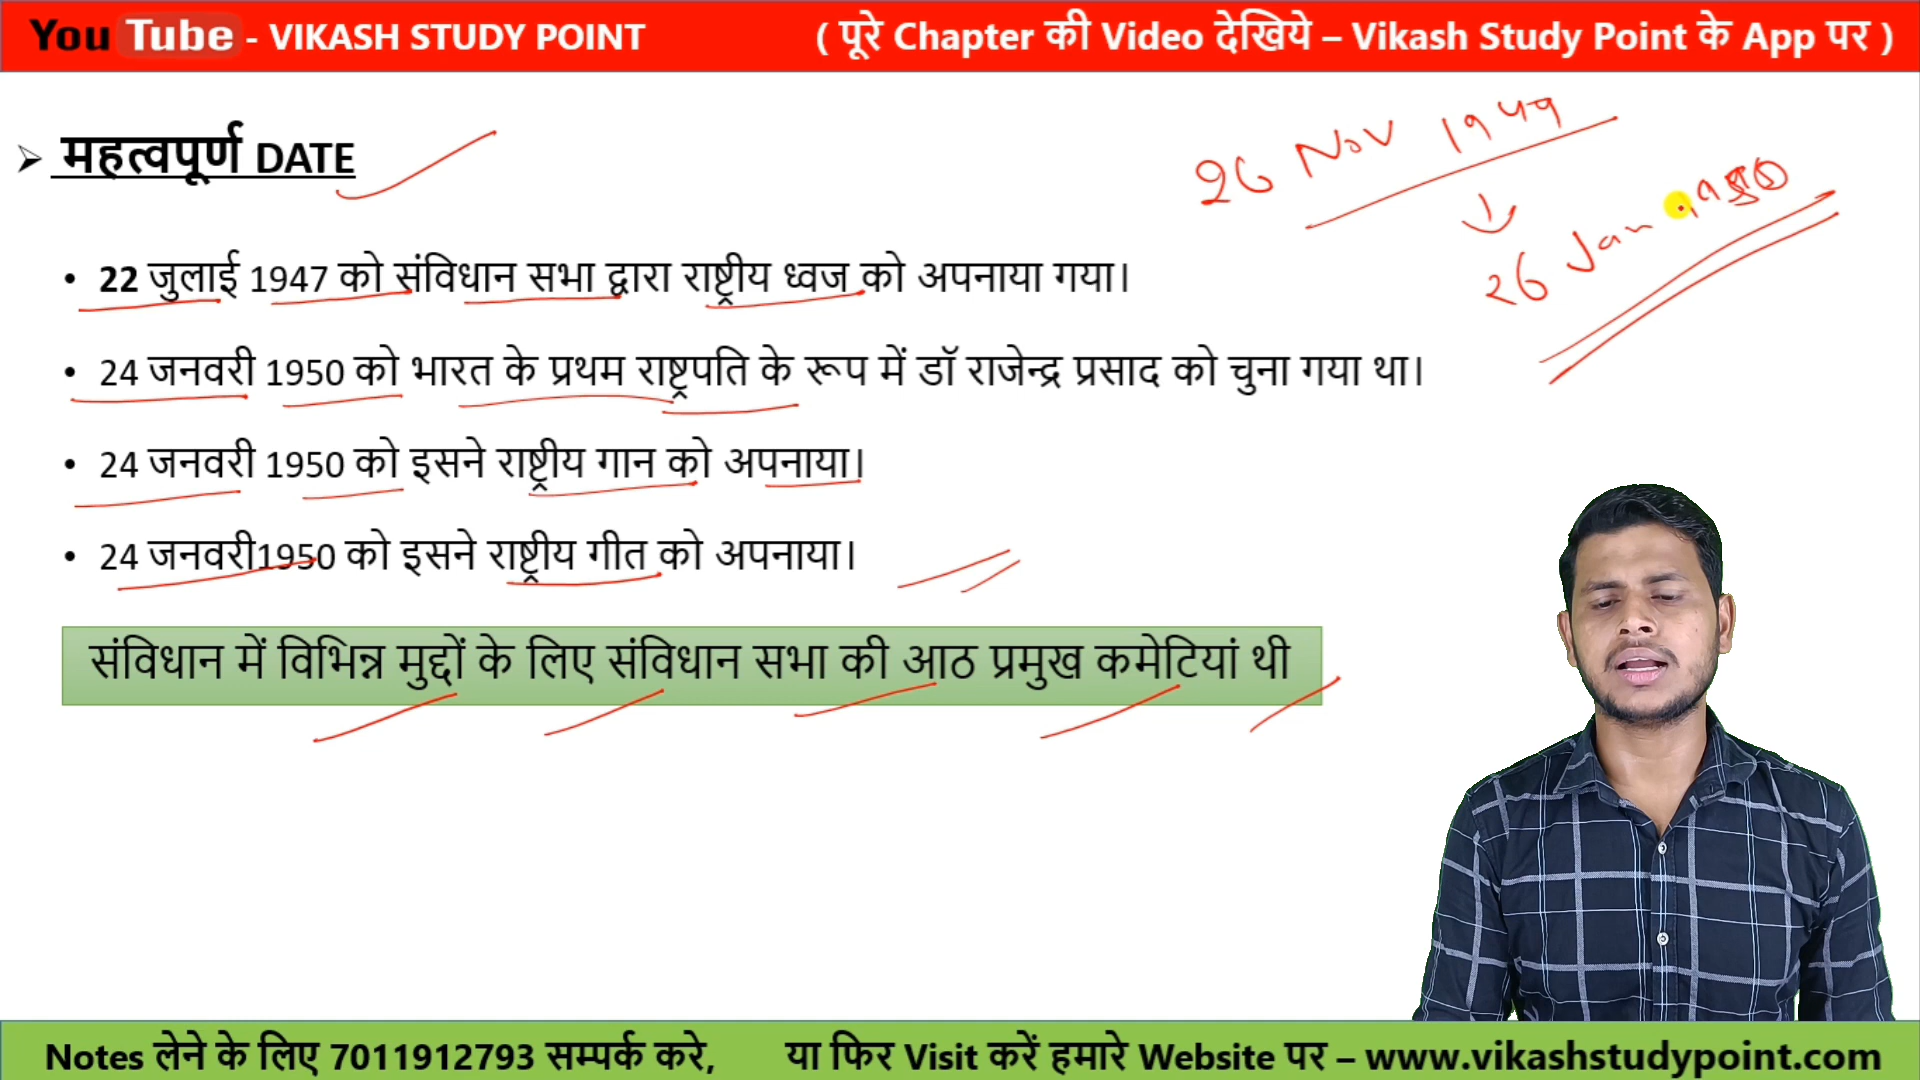 You Tube - VIKASH STUDY POINT ( पूरे Chapter की Video देखिये – Vikash Study Point के App पर )
महत्वपूर्ण DATE
26 Nov 1949
26 Jan 1950
• 22 जुलाई 1947 को संविधान सभा द्वारा राष्ट्रीय ध्वज को अपनाया गया।
• 24 जनवरी 1950 को भारत के प्रथम राष्ट्रपति के रूप में डॉ राजेन्द्र प्रसाद को चुना गया था।
• 24 जनवरी 1950 को इसने राष्ट्रीय गान को अपनाया।
• 24 जनवरी1950 को इसने राष्ट्रीय गीत को अपनाया।
संविधान में विभिन्न मुद्दों के लिए संविधान सभा की आठ प्रमुख कमेटियां थी
Notes लेने के लिए 7011912793 सम्पर्क करे, या फिर Visit करें हमारे Website पर – www.vikashstudypoint.com